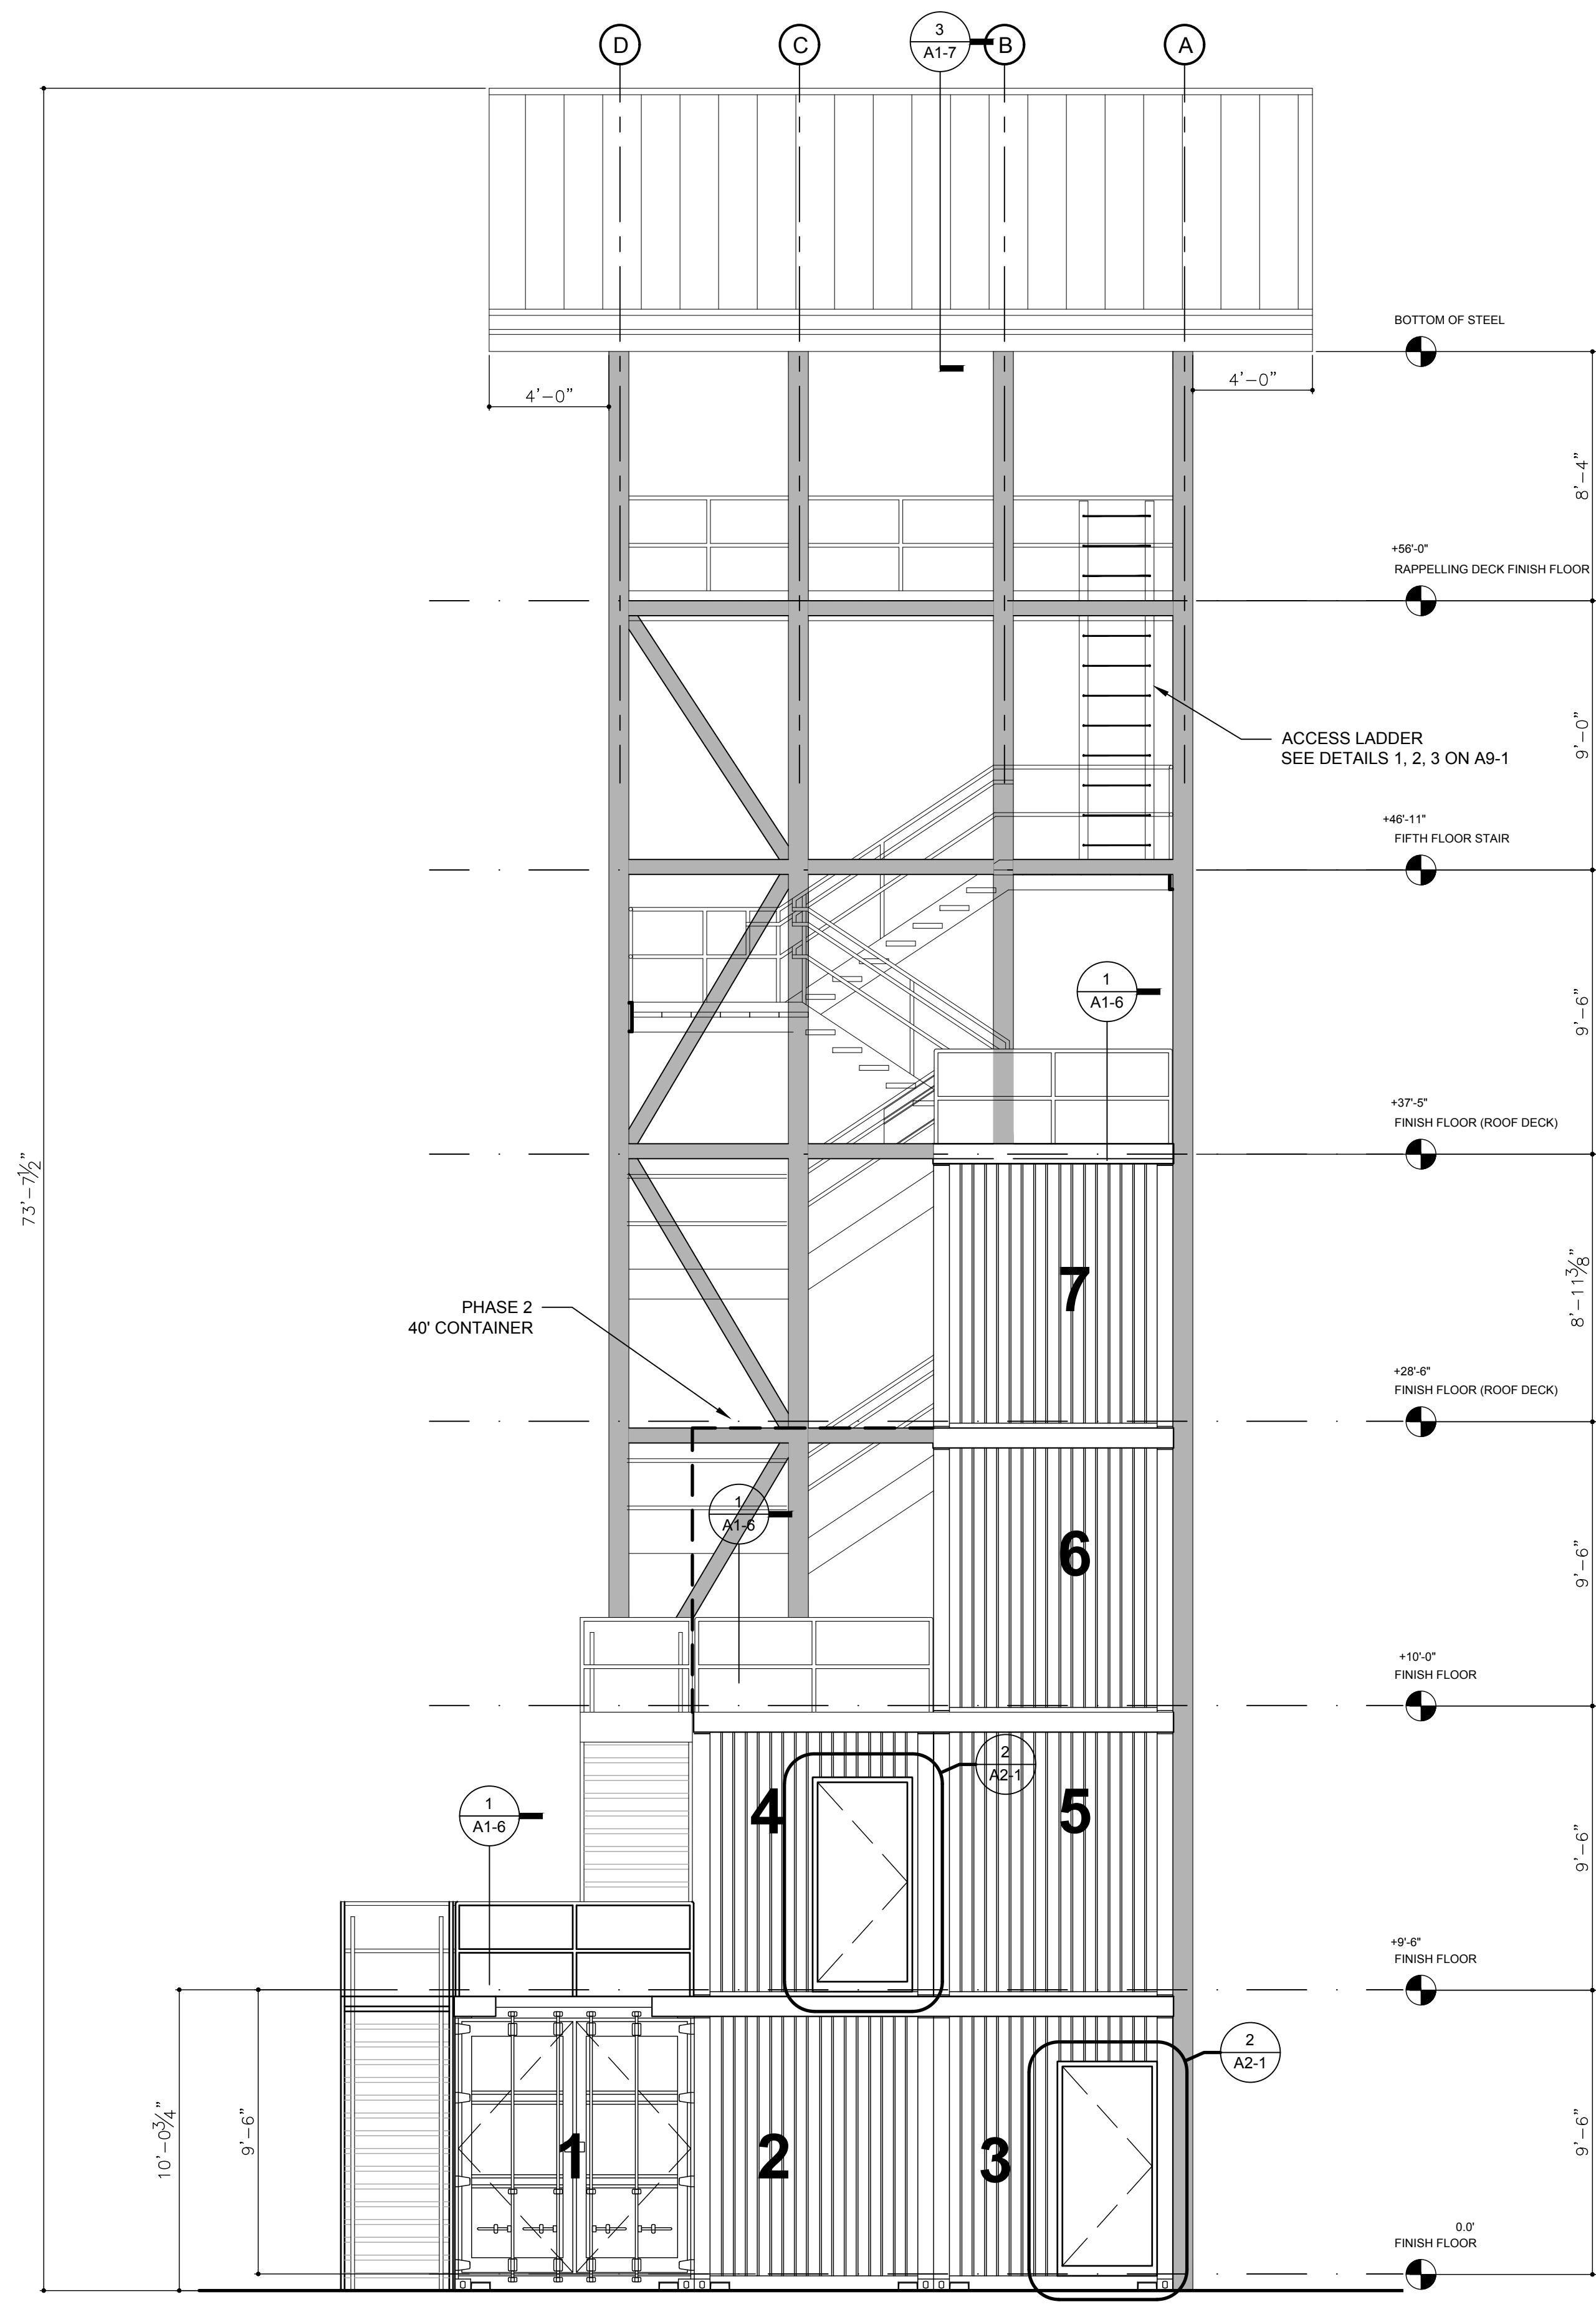 D
C
3
A1-7
B
A
BOTTOM OF STEEL
4'-0"
4'-0"
8'-4"
+56'-0"
RAPPELLING DECK FINISH FLOOR
ACCESS LADDER
SEE DETAILS 1, 2, 3 ON A9-1
9'-0"
+46'-11"
FIFTH FLOOR STAIR
1
A1-6
9'-6"
+37'-5"
FINISH FLOOR (ROOF DECK)
73'-7½"
7
8'-11⅜"
PHASE 2
40' CONTAINER
+28'-6"
FINISH FLOOR (ROOF DECK)
1
A1-6
6
9'-6"
+10'-0"
FINISH FLOOR
2
A2-1
4
5
1
A1-6
9'-6"
+9'-6"
FINISH FLOOR
2
A2-1
10'-0¾"
9'-6"
1
2
3
9'-6"
0.0'
FINISH FLOOR